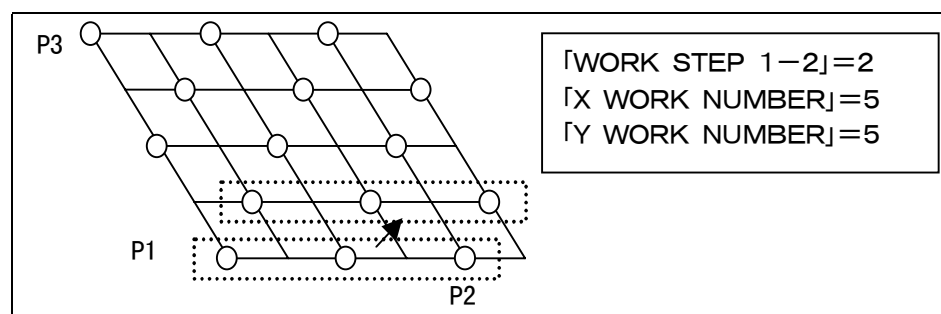 P3
P1
P2
「WORK STEP 1-2」=2
「X WORK NUMBER」=5
「Y WORK NUMBER」=5